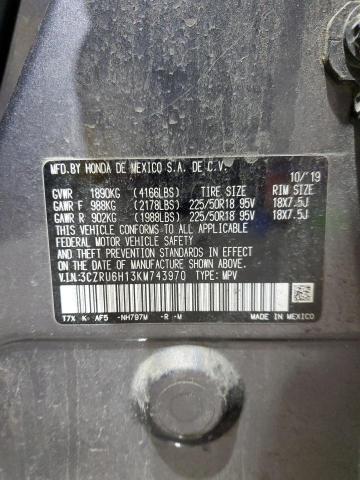 MFD.BY HONDA DE MEXICO S.A. DE C.V.
10/'19
GVWR 1890KG (4166LBS) TIRE SIZE RIM SIZE
GAWR F 988KG (2178LBS) 225/50R18 95V 18X7.5J
GAWR R 902KG (1988LBS) 225/50R18 95V 18X7.5J
THIS VEHICLE CONFORMS TO ALL APPLICABLE
FEDERAL MOTOR VEHICLE SAFETY
AND THEFT PREVENTION STANDARDS IN EFFECT
ON THE DATE OF MANUFACTURE SHOWN ABOVE.
V.I.N:3CZRU6H13KM743970 TYPE: MPV
T7X K- AF5 -NH797M -R -M MADE IN MEXICO